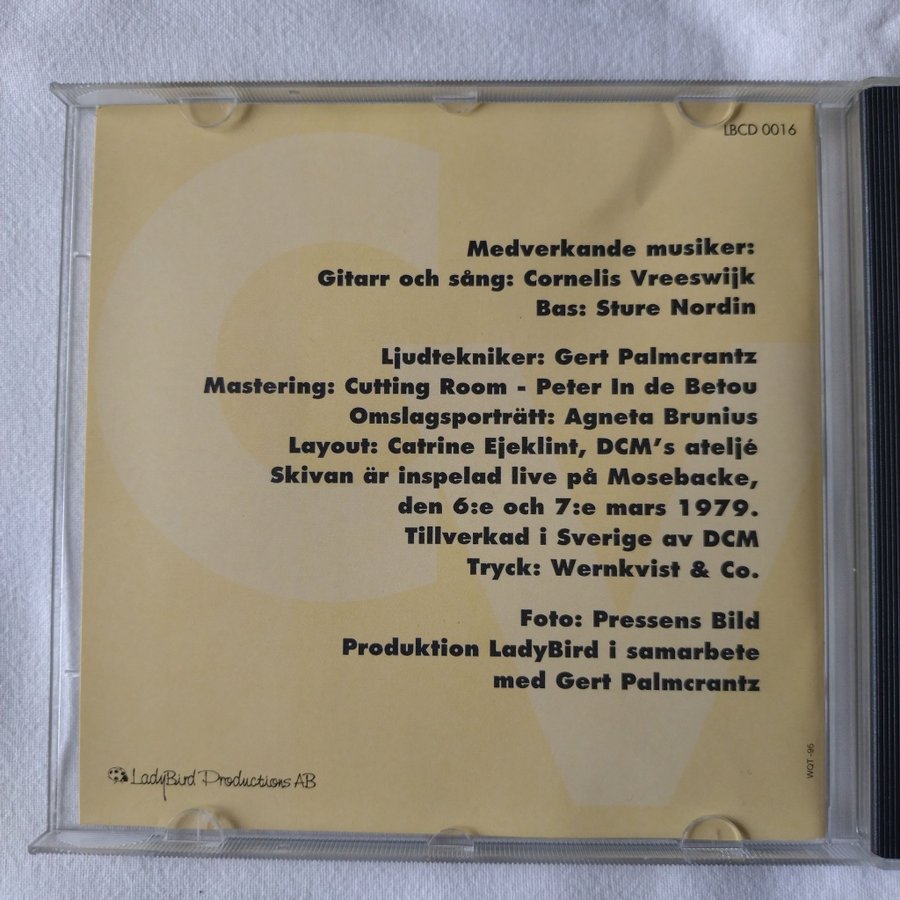 LBCD 0016
Medverkande musiker:
Gitarr och sång: Cornelis Vreeswijk
Bas: Sture Nordin
Ljudtekniker: Gert Palmcrantz
Mastering: Cutting Room - Peter In de Betou
Omslagsporträtt: Agneta Brunius
Layout: Catrine Ejeklint, DCM's ateljé
Skivan är inspelad live på Mosebacke,
den 6:e och 7:e mars 1979.
Tillverkad i Sverige av DCM
Tryck: Wernkvist & Co.
Foto: Pressens Bild
Produktion LadyBird i samarbete
med Gert Palmcrantz
LadyBird Productions AB
WQT -95
CV